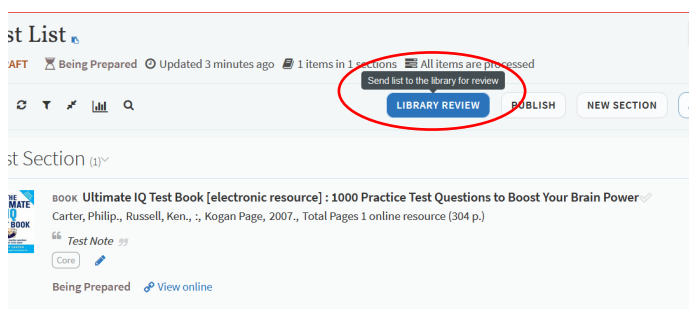 st List
AFT Being Prepared Updated 3 minutes ago 1 items in 1 sections All items are processed
Send list to the library for review
LIBRARY REVIEW PUBLISH NEW SECTION
st Section (1)
BOOK Ultimate IQ Test Book [electronic resource] : 1000 Practice Test Questions to Boost Your Brain Power
Carter, Philip., Russell, Ken., :, Kogan Page, 2007., Total Pages 1 online resource (304 p.)
“ Test Note ”
Core
Being Prepared View online